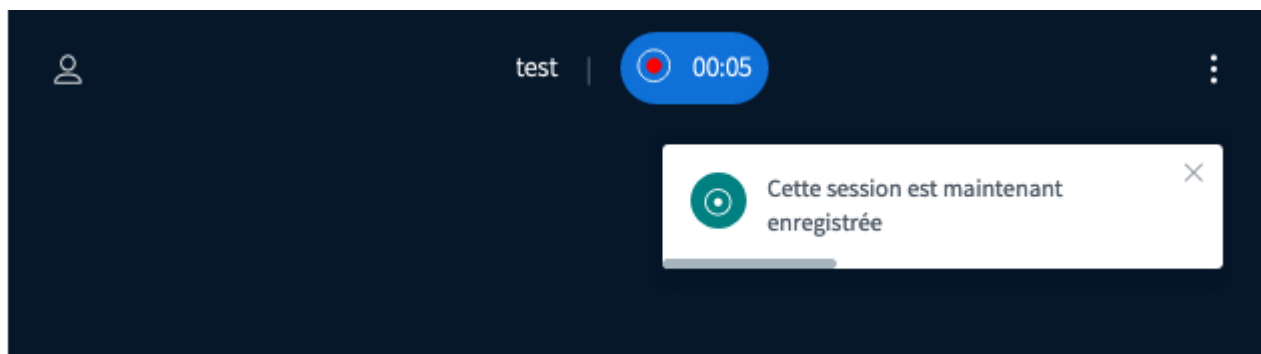 test | 00:05
Cette session est maintenant
enregistrée